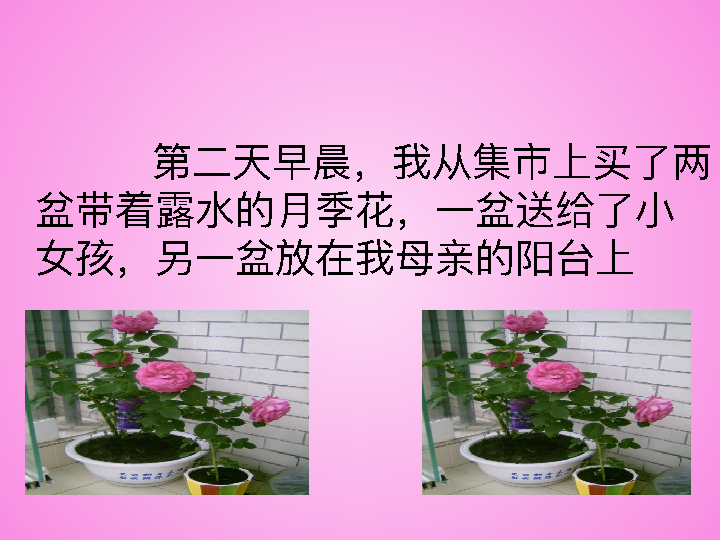 第二天早晨，我从集市上买了两
盆带着露水的月季花，一盆送给了小
女孩，另一盆放在我母亲的阳台上